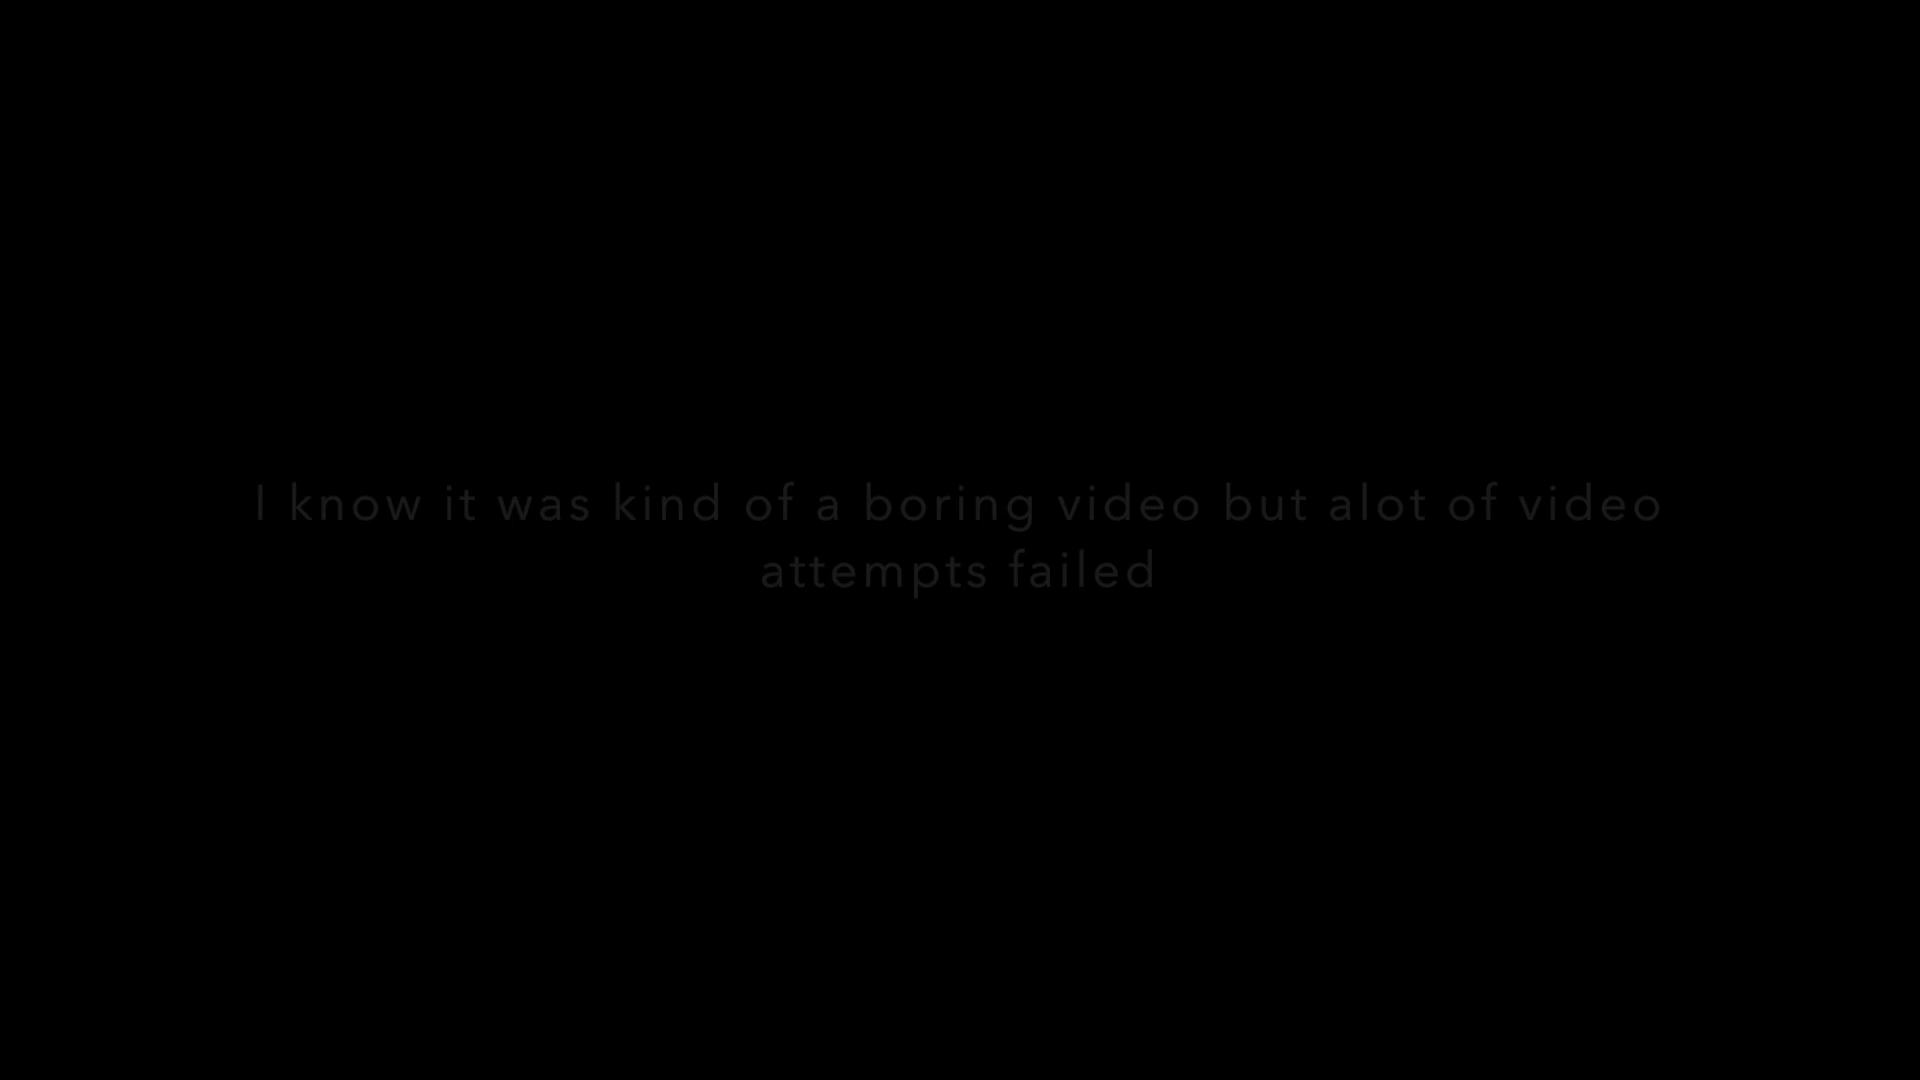 I know it was kind of a boring video but alot of video
attempts failed